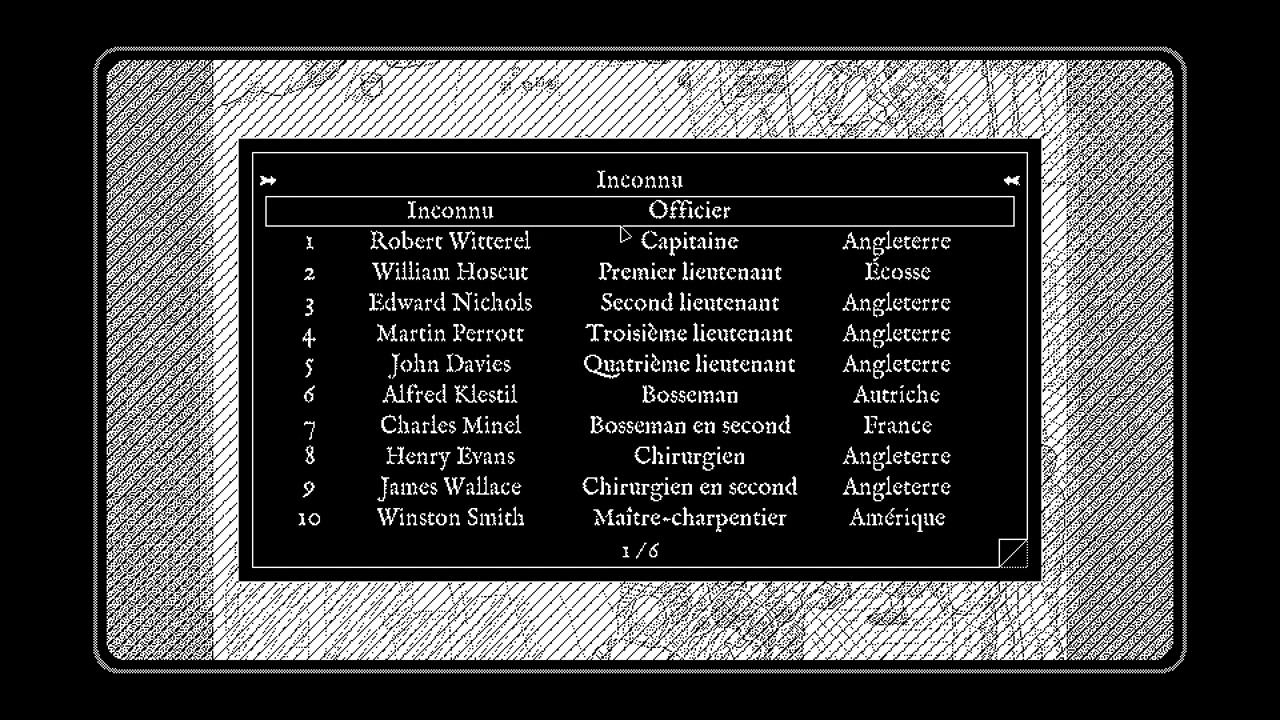 Inconnu
Inconnu Officier
1 Robert Witterel Capitaine Angleterre
2 William Hoscut Premier lieutenant Écosse
3 Edward Nichols Second lieutenant Angleterre
4 Martin Perrott Troisième lieutenant Angleterre
5 John Davies Quatrième lieutenant Angleterre
6 Alfred Klestil Bosseman Autriche
7 Charles Minel Bosseman en second France
8 Henry Evans Chirurgien Angleterre
9 James Wallace Chirurgien en second Angleterre
10 Winston Smith Maître-charpentier Amérique
1 / 6